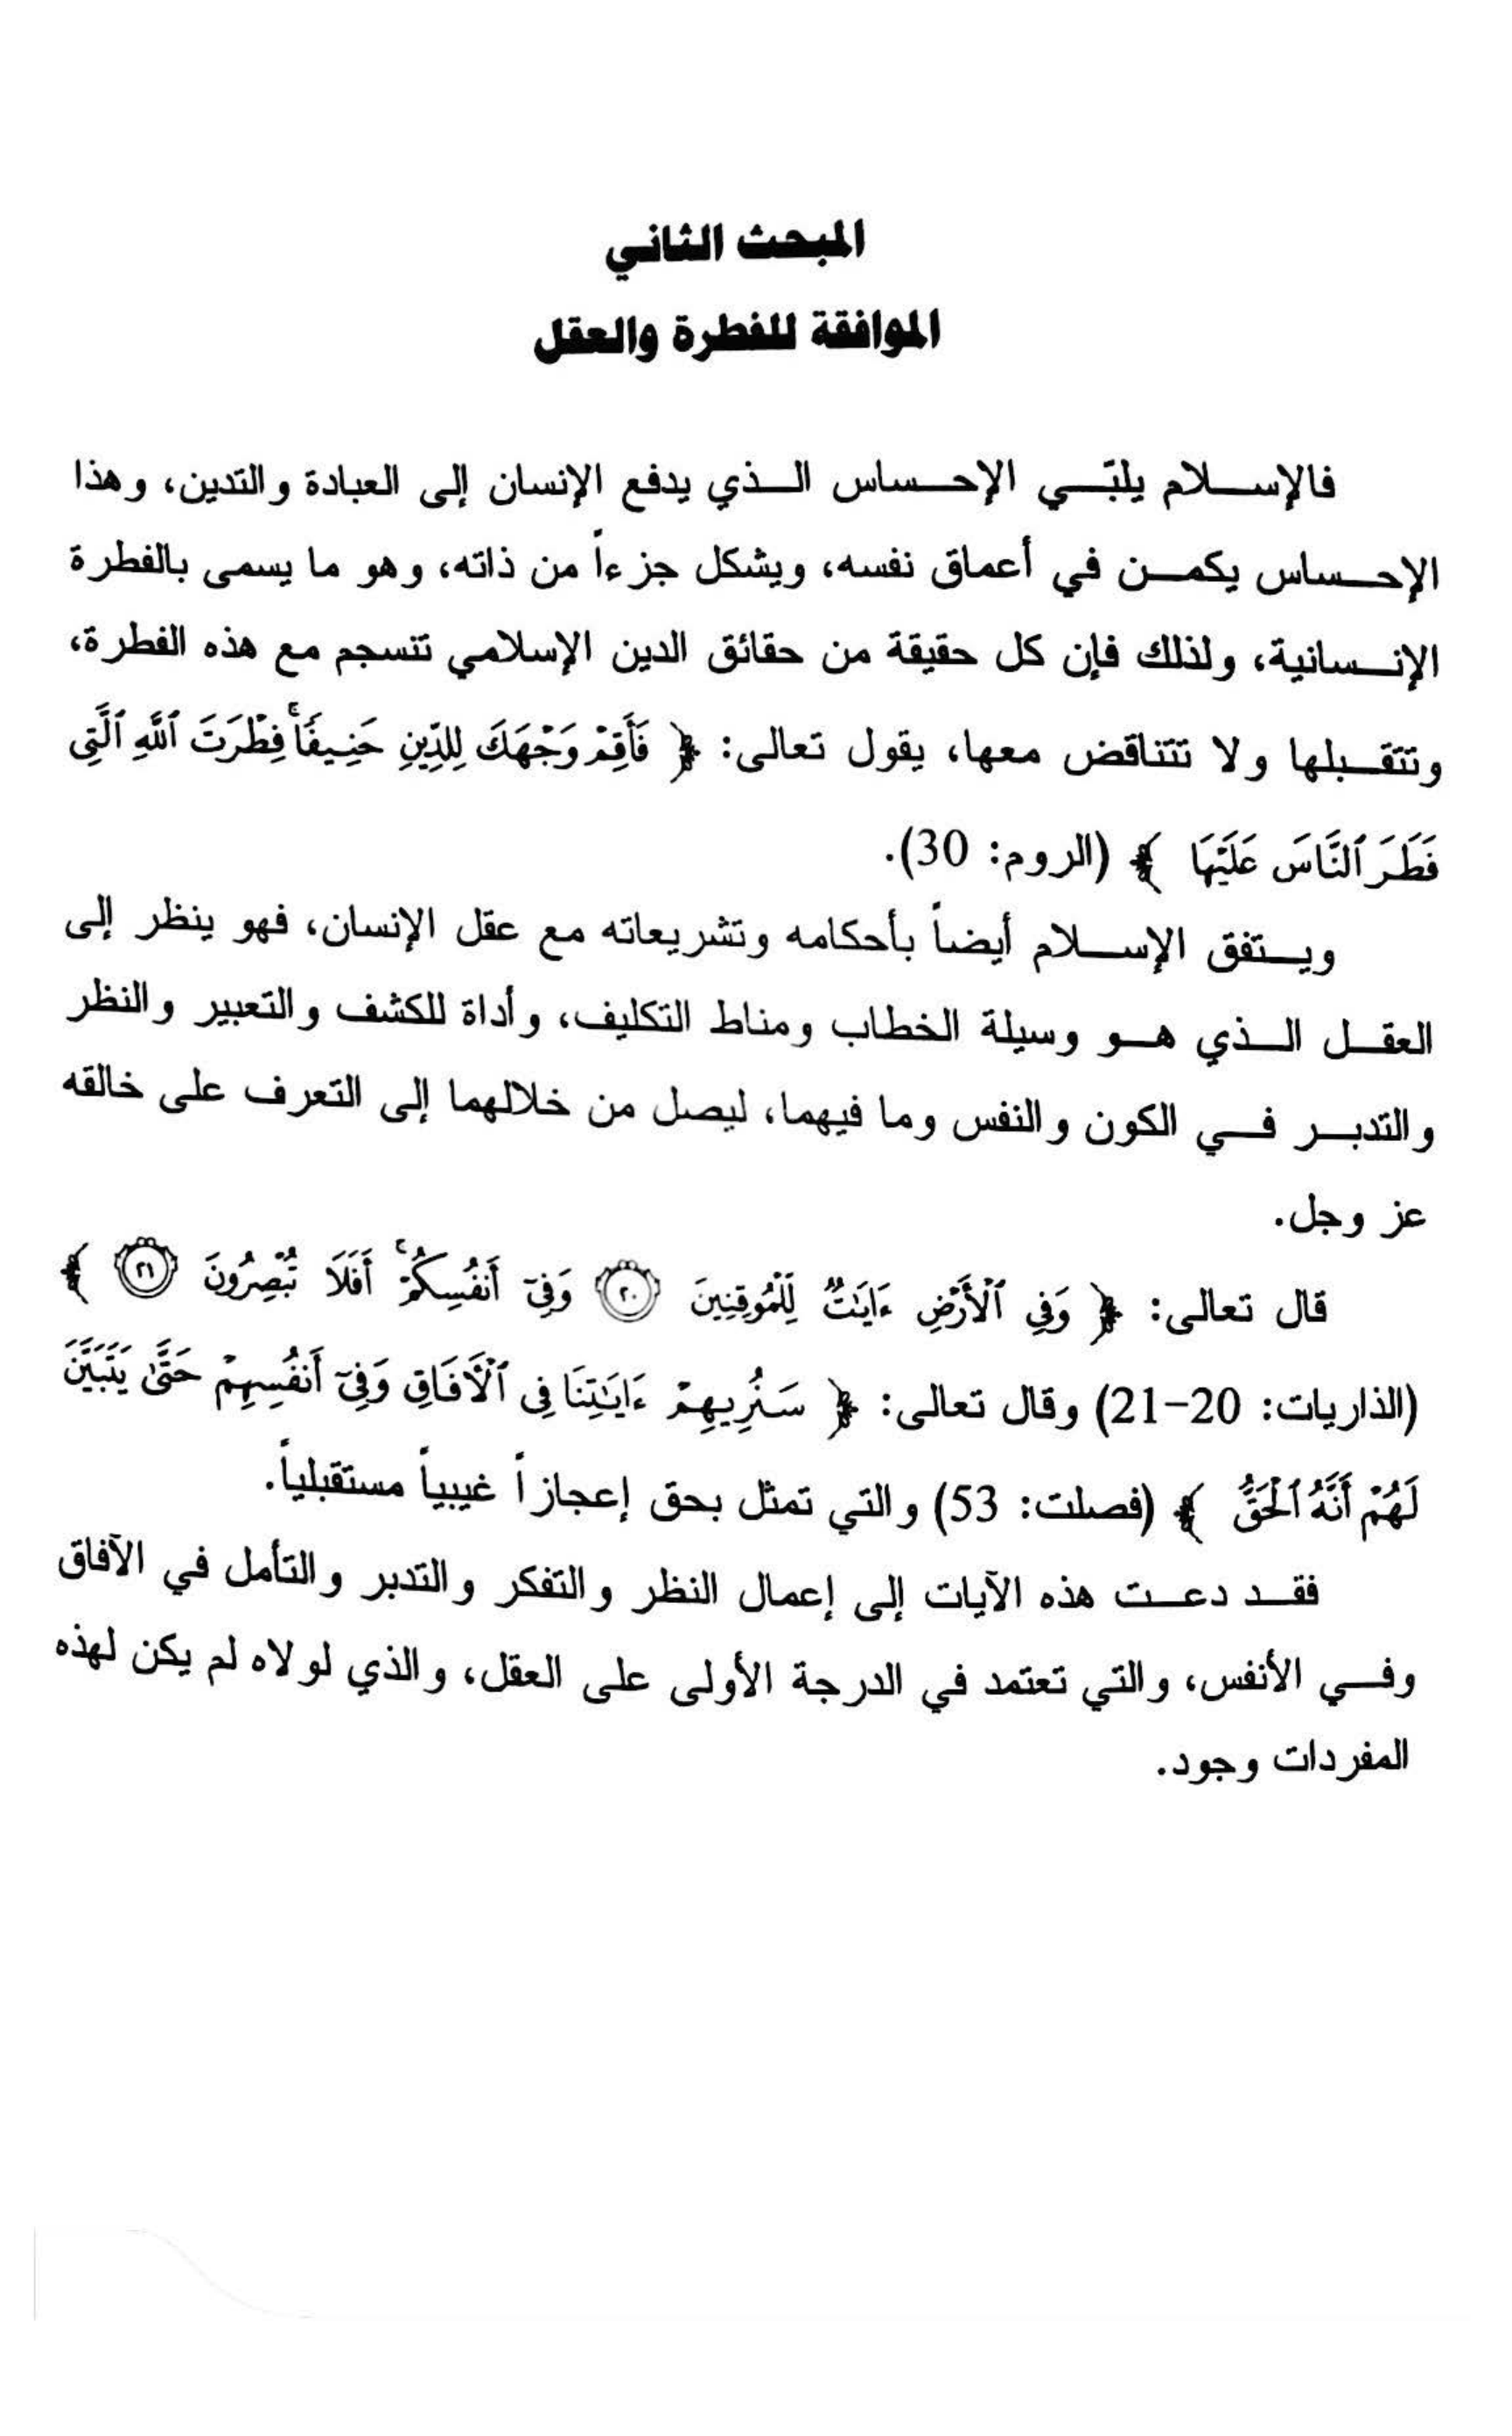 المبحث الثاني
الموافقة للفطرة والعقل
فالإسلام يلبّي الإحساس الذي يدفع الإنسان إلى العبادة والتدين، وهذا
الإحساس يكمن في أعماق نفسه، ويشكل جزءاً من ذاته، وهو ما يسمى بالفطرة
الإنسانية، ولذلك فإن كل حقيقة من حقائق الدين الإسلامي تنسجم مع هذه الفطرة،
وتتقبلها ولا تتناقض معها، يقول تعالى: ﴿ فَأَقِمْ وَجْهَكَ لِلدِّينِ حَنِيفًا ۚ فِطْرَتَ ٱللَّهِ ٱلَّتِى
فَطَرَ ٱلنَّاسَ عَلَيْهَا ﴾ (الروم: 30).
ويتفق الإسلام أيضاً بأحكامه وتشريعاته مع عقل الإنسان، فهو ينظر إلى
العقل الذي هو وسيلة الخطاب ومناط التكليف، وأداة للكشف والتعبير والنظر
والتدبر في الكون والنفس وما فيهما، ليصل من خلالهما إلى التعرف على خالقه
عز وجل.
قال تعالى: ﴿ وَفِى ٱلْأَرْضِ ءَايَٰتٌ لِّلْمُوقِنِينَ ٢٠ وَفِىٓ أَنفُسِكُمْ ۚ أَفَلَا تُبْصِرُونَ ٢١ ﴾
(الذاريات: 20-21) وقال تعالى: ﴿ سَنُرِيهِمْ ءَايَٰتِنَا فِى ٱلْأٓفَاقِ وَفِىٓ أَنفُسِهِمْ حَتَّىٰ يَتَبَيَّنَ
لَهُمْ أَنَّهُ ٱلْحَقُّ ﴾ (فصلت: 53) والتي تمثل بحق إعجازاً غيبياً مستقبلياً.
فقد دعت هذه الآيات إلى إعمال النظر والتفكر والتدبر والتأمل في الآفاق
وفي الأنفس، والتي تعتمد في الدرجة الأولى على العقل، والذي لولاه لم يكن لهذه
المفردات وجود.